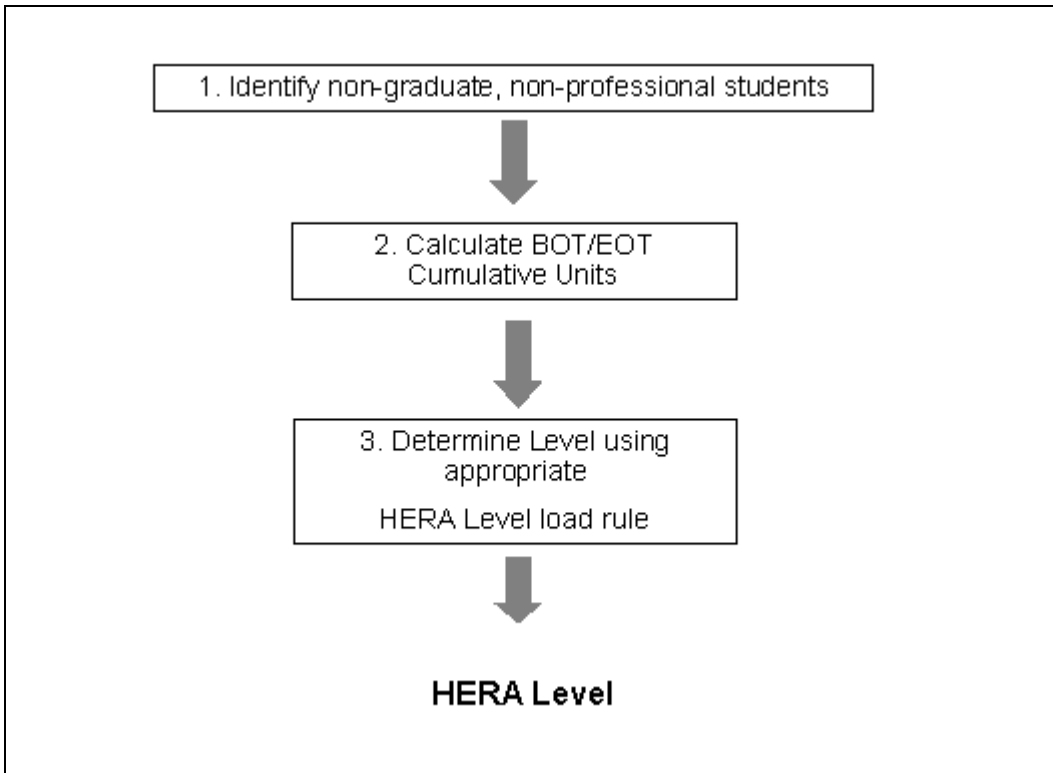 1. Identify non-graduate, non-professional students
2. Calculate BOT/EOT
Cumulative Units
3. Determine Level using
appropriate
HERA Level load rule
HERA Level